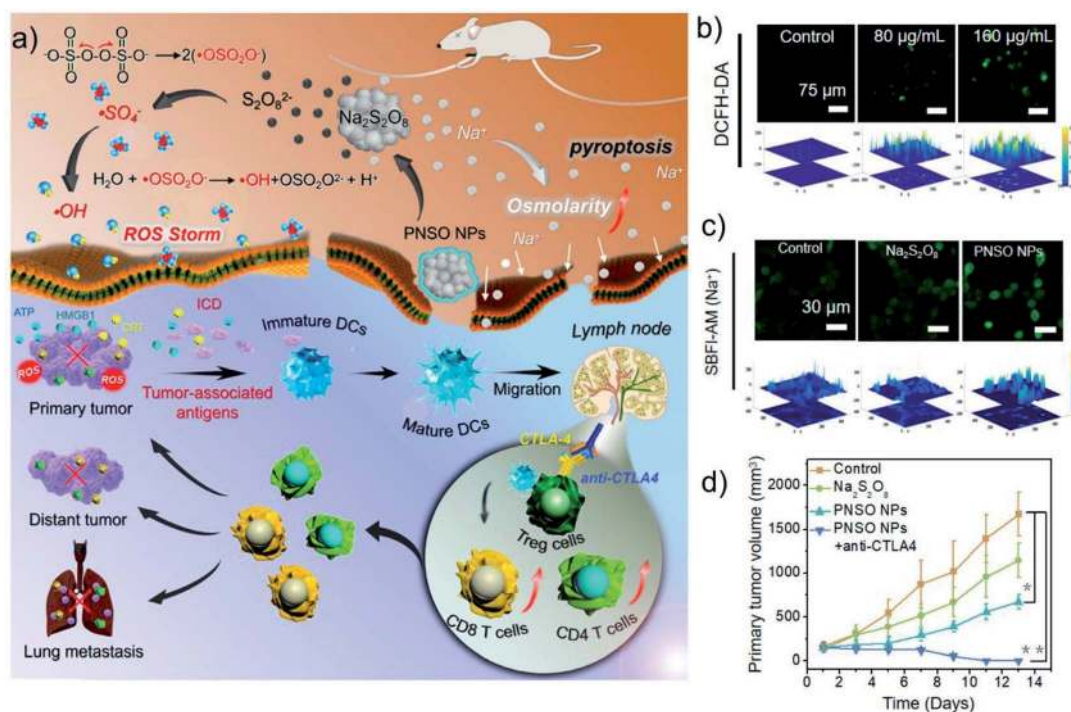 a)
⁻O-S-O-O-S-O⁻ → 2(•OSO₂O⁻)
O O
O O
•SO₄⁻
S₂O₈²⁻
Na₂S₂O₈
Na⁺
pyroptosis
Na⁺
H₂O + •OSO₂O⁻ → •OH+OSO₂O²⁻ + H⁺
•OH
Osmolarity
ROS Storm
PNSO NPs
Na⁺
ATP
HMGB1
CRT
ICD
Immature DCs
Lymph node
ROS
ROS
Primary tumor
Tumor-associated
antigens
Mature DCs
Migration
CTLA-4
anti-CTLA4
Distant tumor
Treg cells
CD8 T cells
CD4 T cells
Lung metastasis
b)
Control
80 µg/mL
160 µg/mL
75 µm
DCFH-DA
c)
Control
Na₂S₂O₈
PNSO NPs
30 µm
SBFI-AM (Na⁺)
d)
Control
Na₂S₂O₈
PNSO NPs
PNSO NPs
+anti-CTLA4
Primary tumor volume (mm³)
2000
1500
1000
500
0
*
**
0 2 4 6 8 10 12 14
Time (Days)